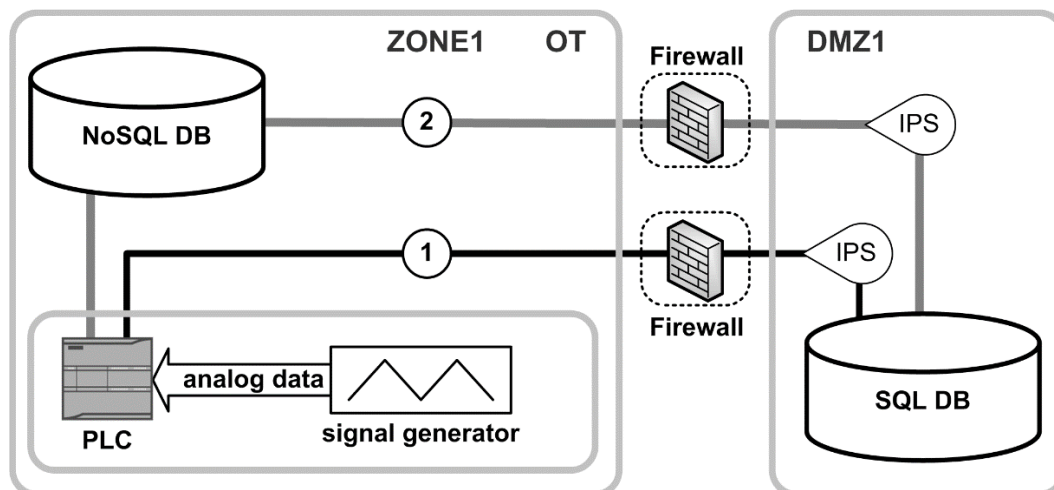 ZONE1 OT
DMZ1
Firewall
NoSQL DB
2
IPS
1
IPS
Firewall
analog data
SQL DB
PLC
signal generator